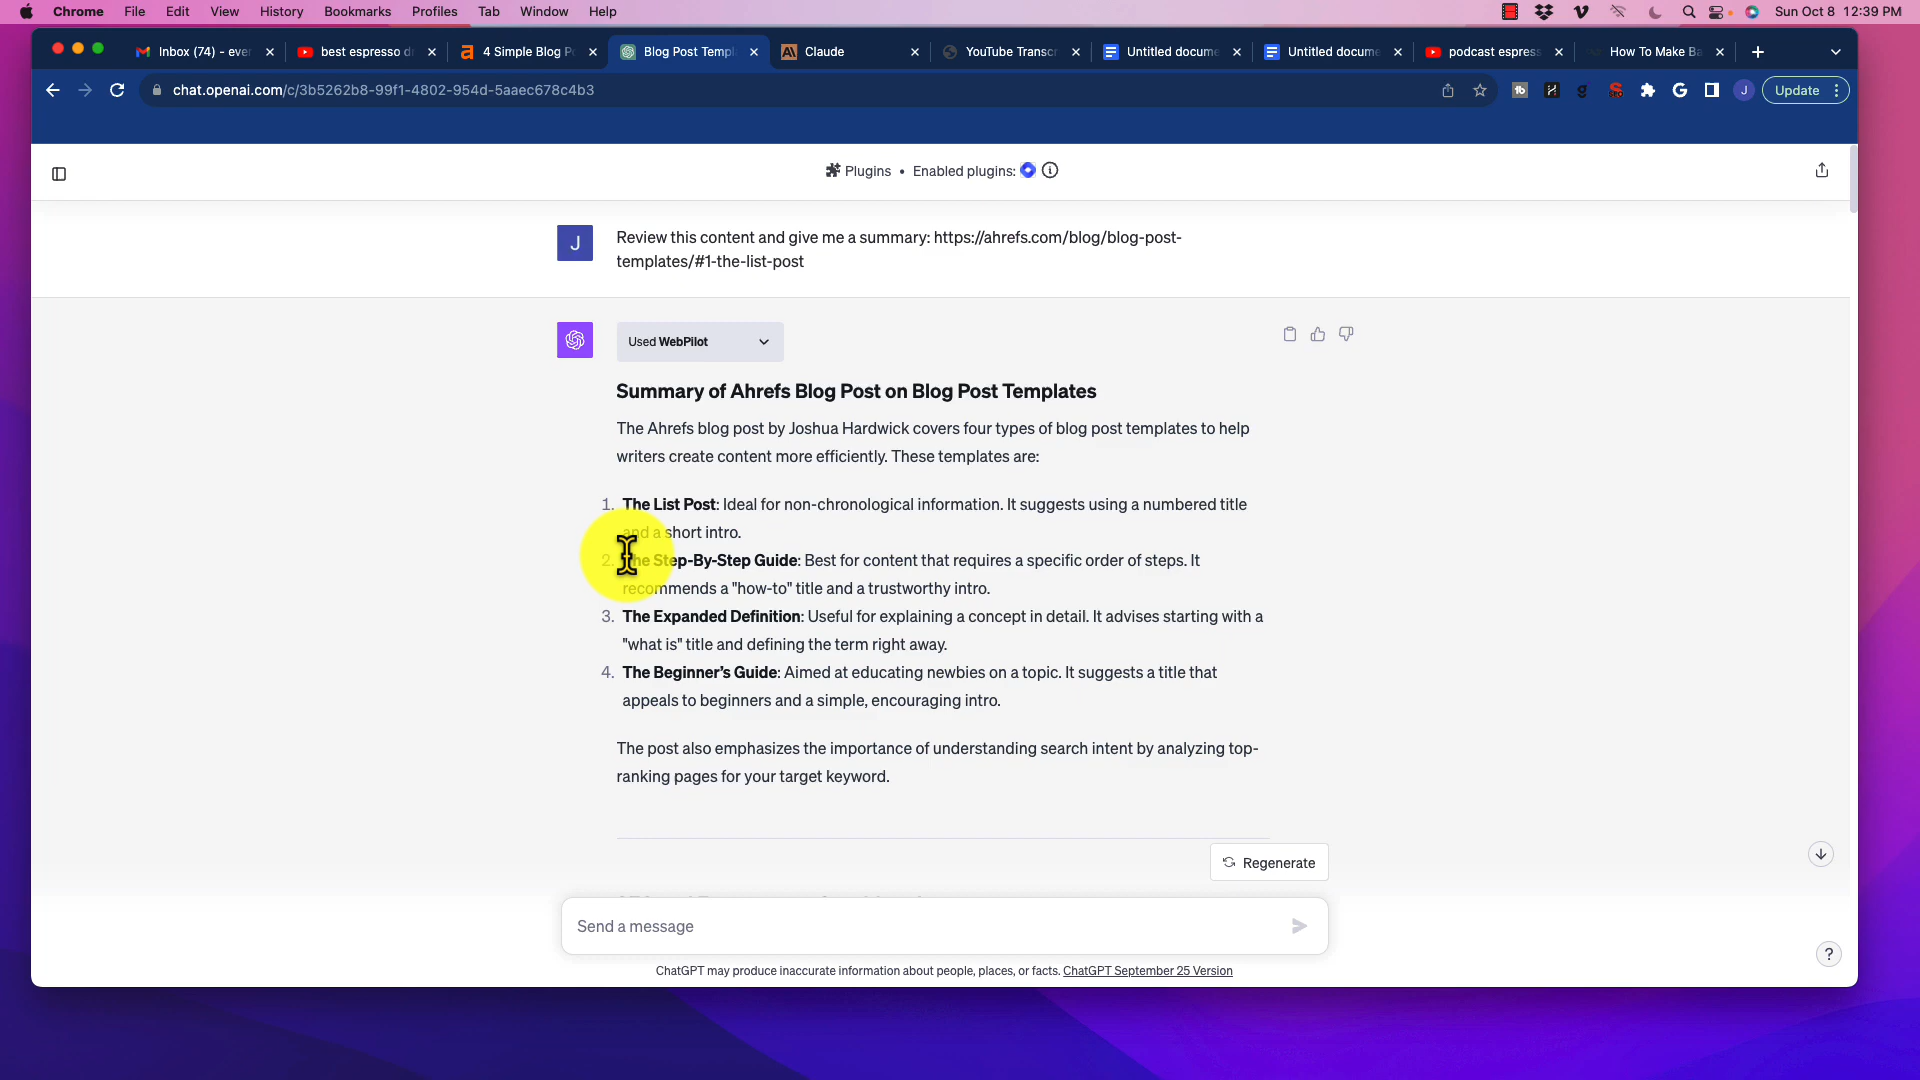 Chrome File Edit View History Bookmarks Profiles Tab Window Help Sun Oct 8 12:39 PM
Inbox (74) - eve best espresso d 4 Simple Blog P Blog Post Templ Claude YouTube Transc Untitled docume Untitled docume podcast espres How To Make Ba
chat.openai.com/c/3b5262b8-99f1-4802-954d-5aaec678c4b3 Update
Plugins • Enabled plugins:
J
Review this content and give me a summary: https://ahrefs.com/blog/blog-post-
templates/#1-the-list-post
Used WebPilot
Summary of Ahrefs Blog Post on Blog Post Templates
The Ahrefs blog post by Joshua Hardwick covers four types of blog post templates to help
writers create content more efficiently. These templates are:
1. The List Post: Ideal for non-chronological information. It suggests using a numbered title
and a short intro.
2. The Step-By-Step Guide: Best for content that requires a specific order of steps. It
recommends a "how-to" title and a trustworthy intro.
3. The Expanded Definition: Useful for explaining a concept in detail. It advises starting with a
"what is" title and defining the term right away.
4. The Beginner's Guide: Aimed at educating newbies on a topic. It suggests a title that
appeals to beginners and a simple, encouraging intro.
The post also emphasizes the importance of understanding search intent by analyzing top-
ranking pages for your target keyword.
Regenerate
Send a message
?
ChatGPT may produce inaccurate information about people, places, or facts. ChatGPT September 25 Version